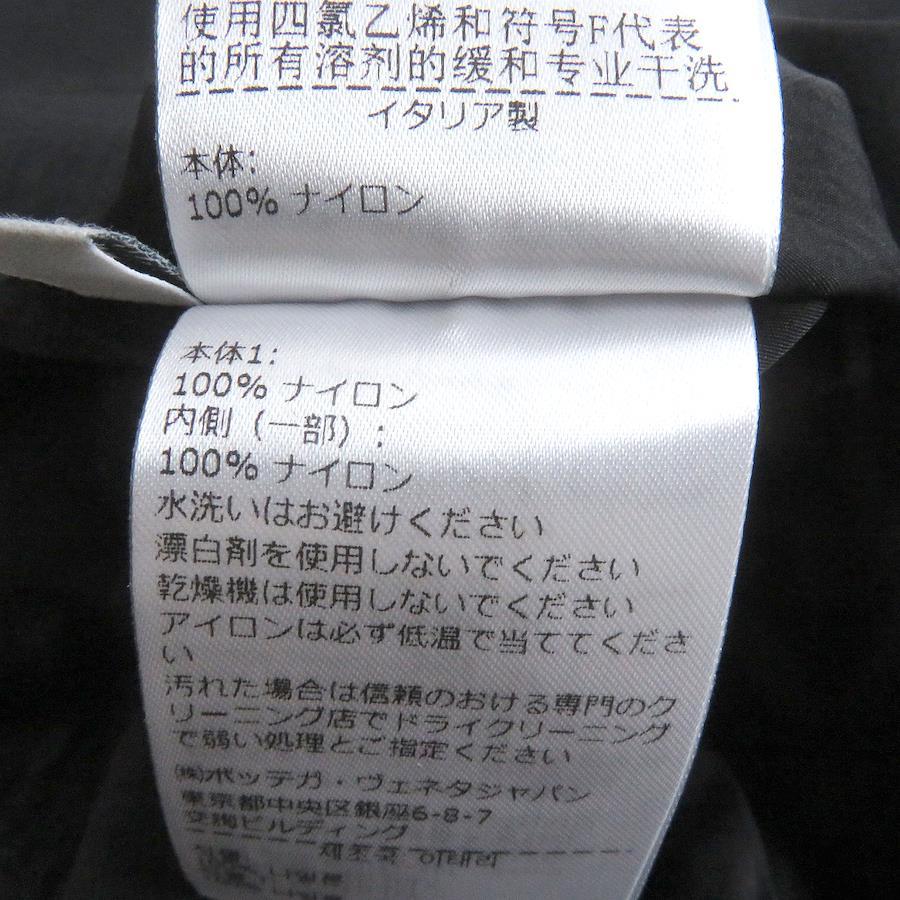 使用四氯乙烯和符号F代表
的所有溶剂的缓和专业干洗
イタリア製
本体:
100% ナイロン
本体1:
100% ナイロン
内側 (一部) :
100% ナイロン
水洗いはお避けください
漂白剤を使用しないでください
乾燥機は使用しないでください
アイロンは必ず低温で当ててくださ
い
汚れた場合は信頼のおける専門のク
リーニング店でドライクリーニング
で弱い処理とご指定ください
㈱ボッテガ・ヴェネタジャパン
東京都中央区銀座6-8-7
交詢ビルディング
제조국 이태리